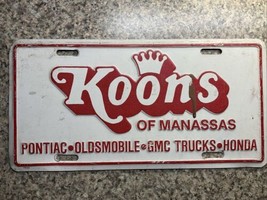 Koons
OF MANASSAS
PONTIAC•OLDSMOBILE•GMC TRUCKS•HONDA